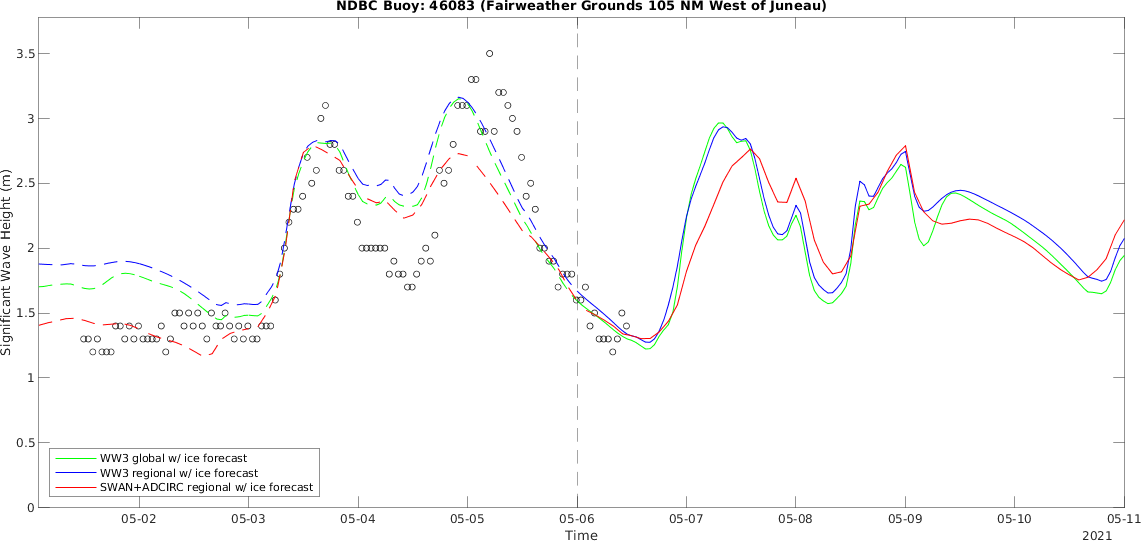 NDBC Buoy: 46083 (Fairweather Grounds 105 NM West of Juneau)
Significant Wave Height (m)
3.5
3
2.5
2
1.5
1
0.5
0
WW3 global w/ ice forecast
WW3 regional w/ ice forecast
SWAN+ADCIRC regional w/ ice forecast
05-02 05-03 05-04 05-05 05-06 05-07 05-08 05-09 05-10 05-11
Time
2021